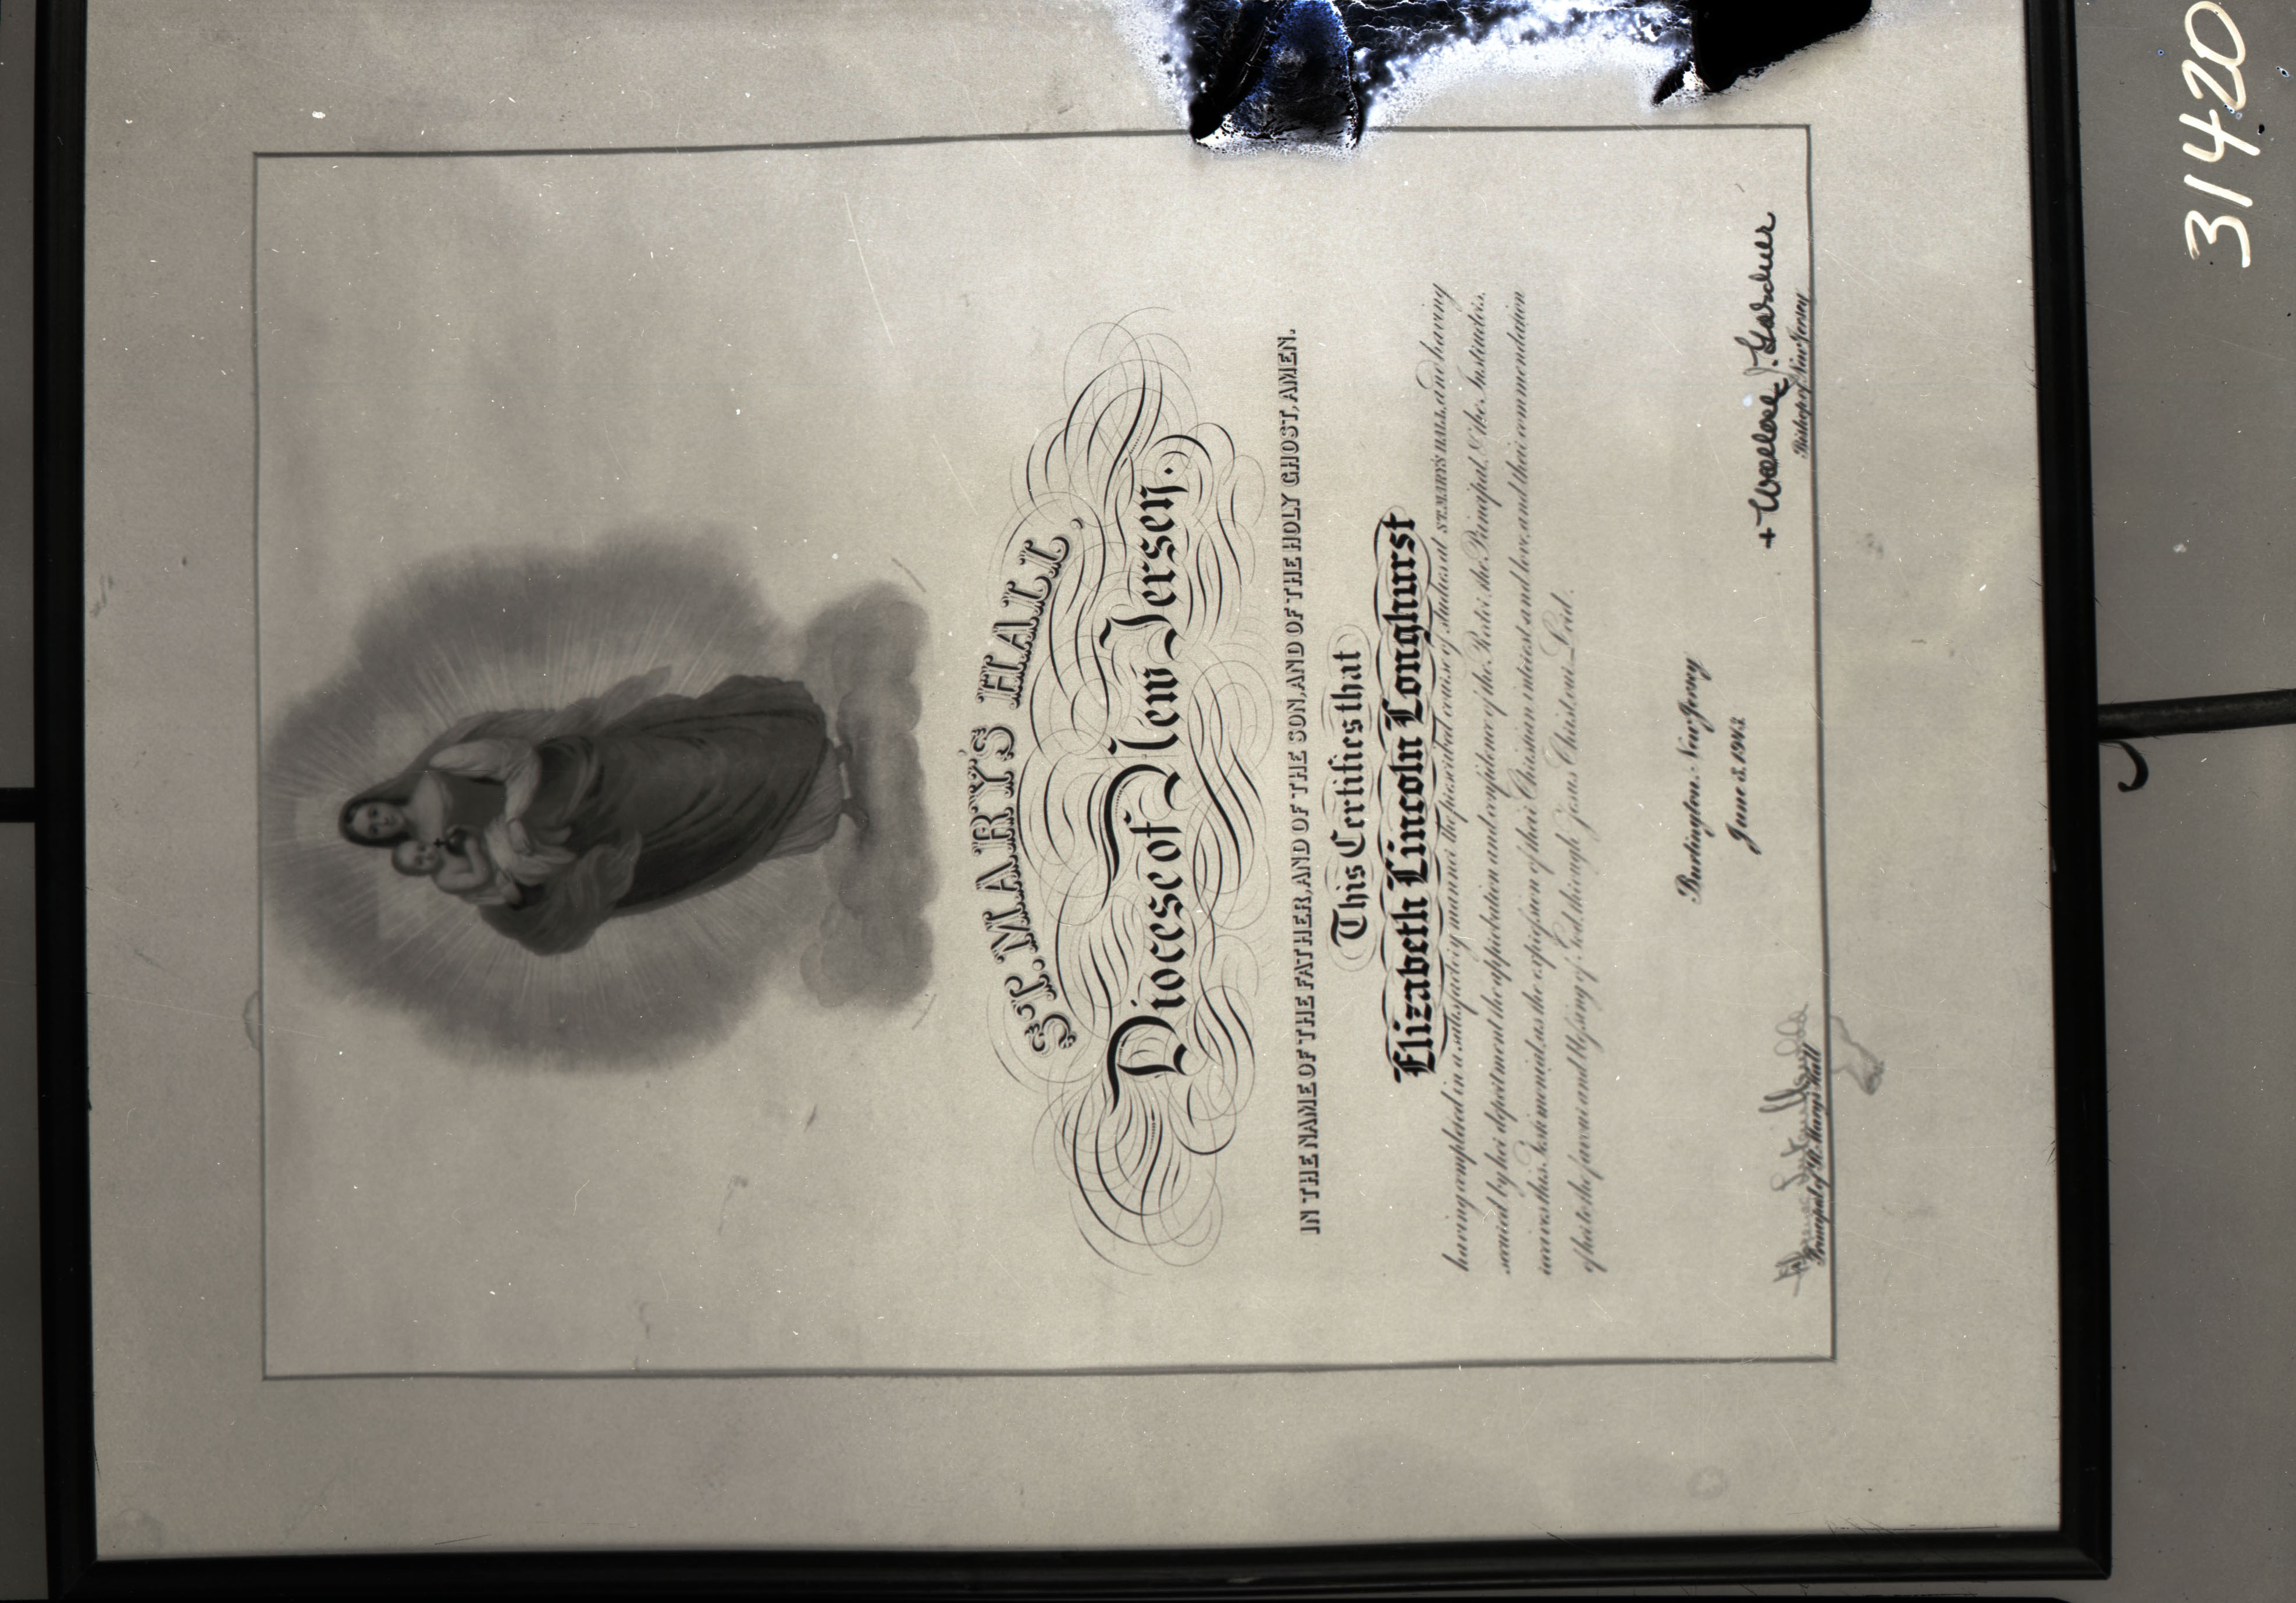 ST. MARY'S HALL,
Diocese of New Jersey.
IN THE NAME OF THE FATHER, AND OF THE SON, AND OF THE HOLY GHOST, AMEN.
This Certifies that
Elizabeth Lincoln Longhurst
having completed in a satisfactory manner the prescribed course of studies at ST. MARY'S HALL, and having
secured by her deportment the approbation and confidence of the Rector, the Principal, & the Instructors,
receives this Testimonial, as the expression of their Christian interest and love, and their commendation
of her to the favour and blessing of God, through Jesus Christ our Lord.
Burlington, New Jersey
June 3, 1942
+ Wallace J. Gardner
Principal of St. Mary's Hall
Bishop of New Jersey
31420